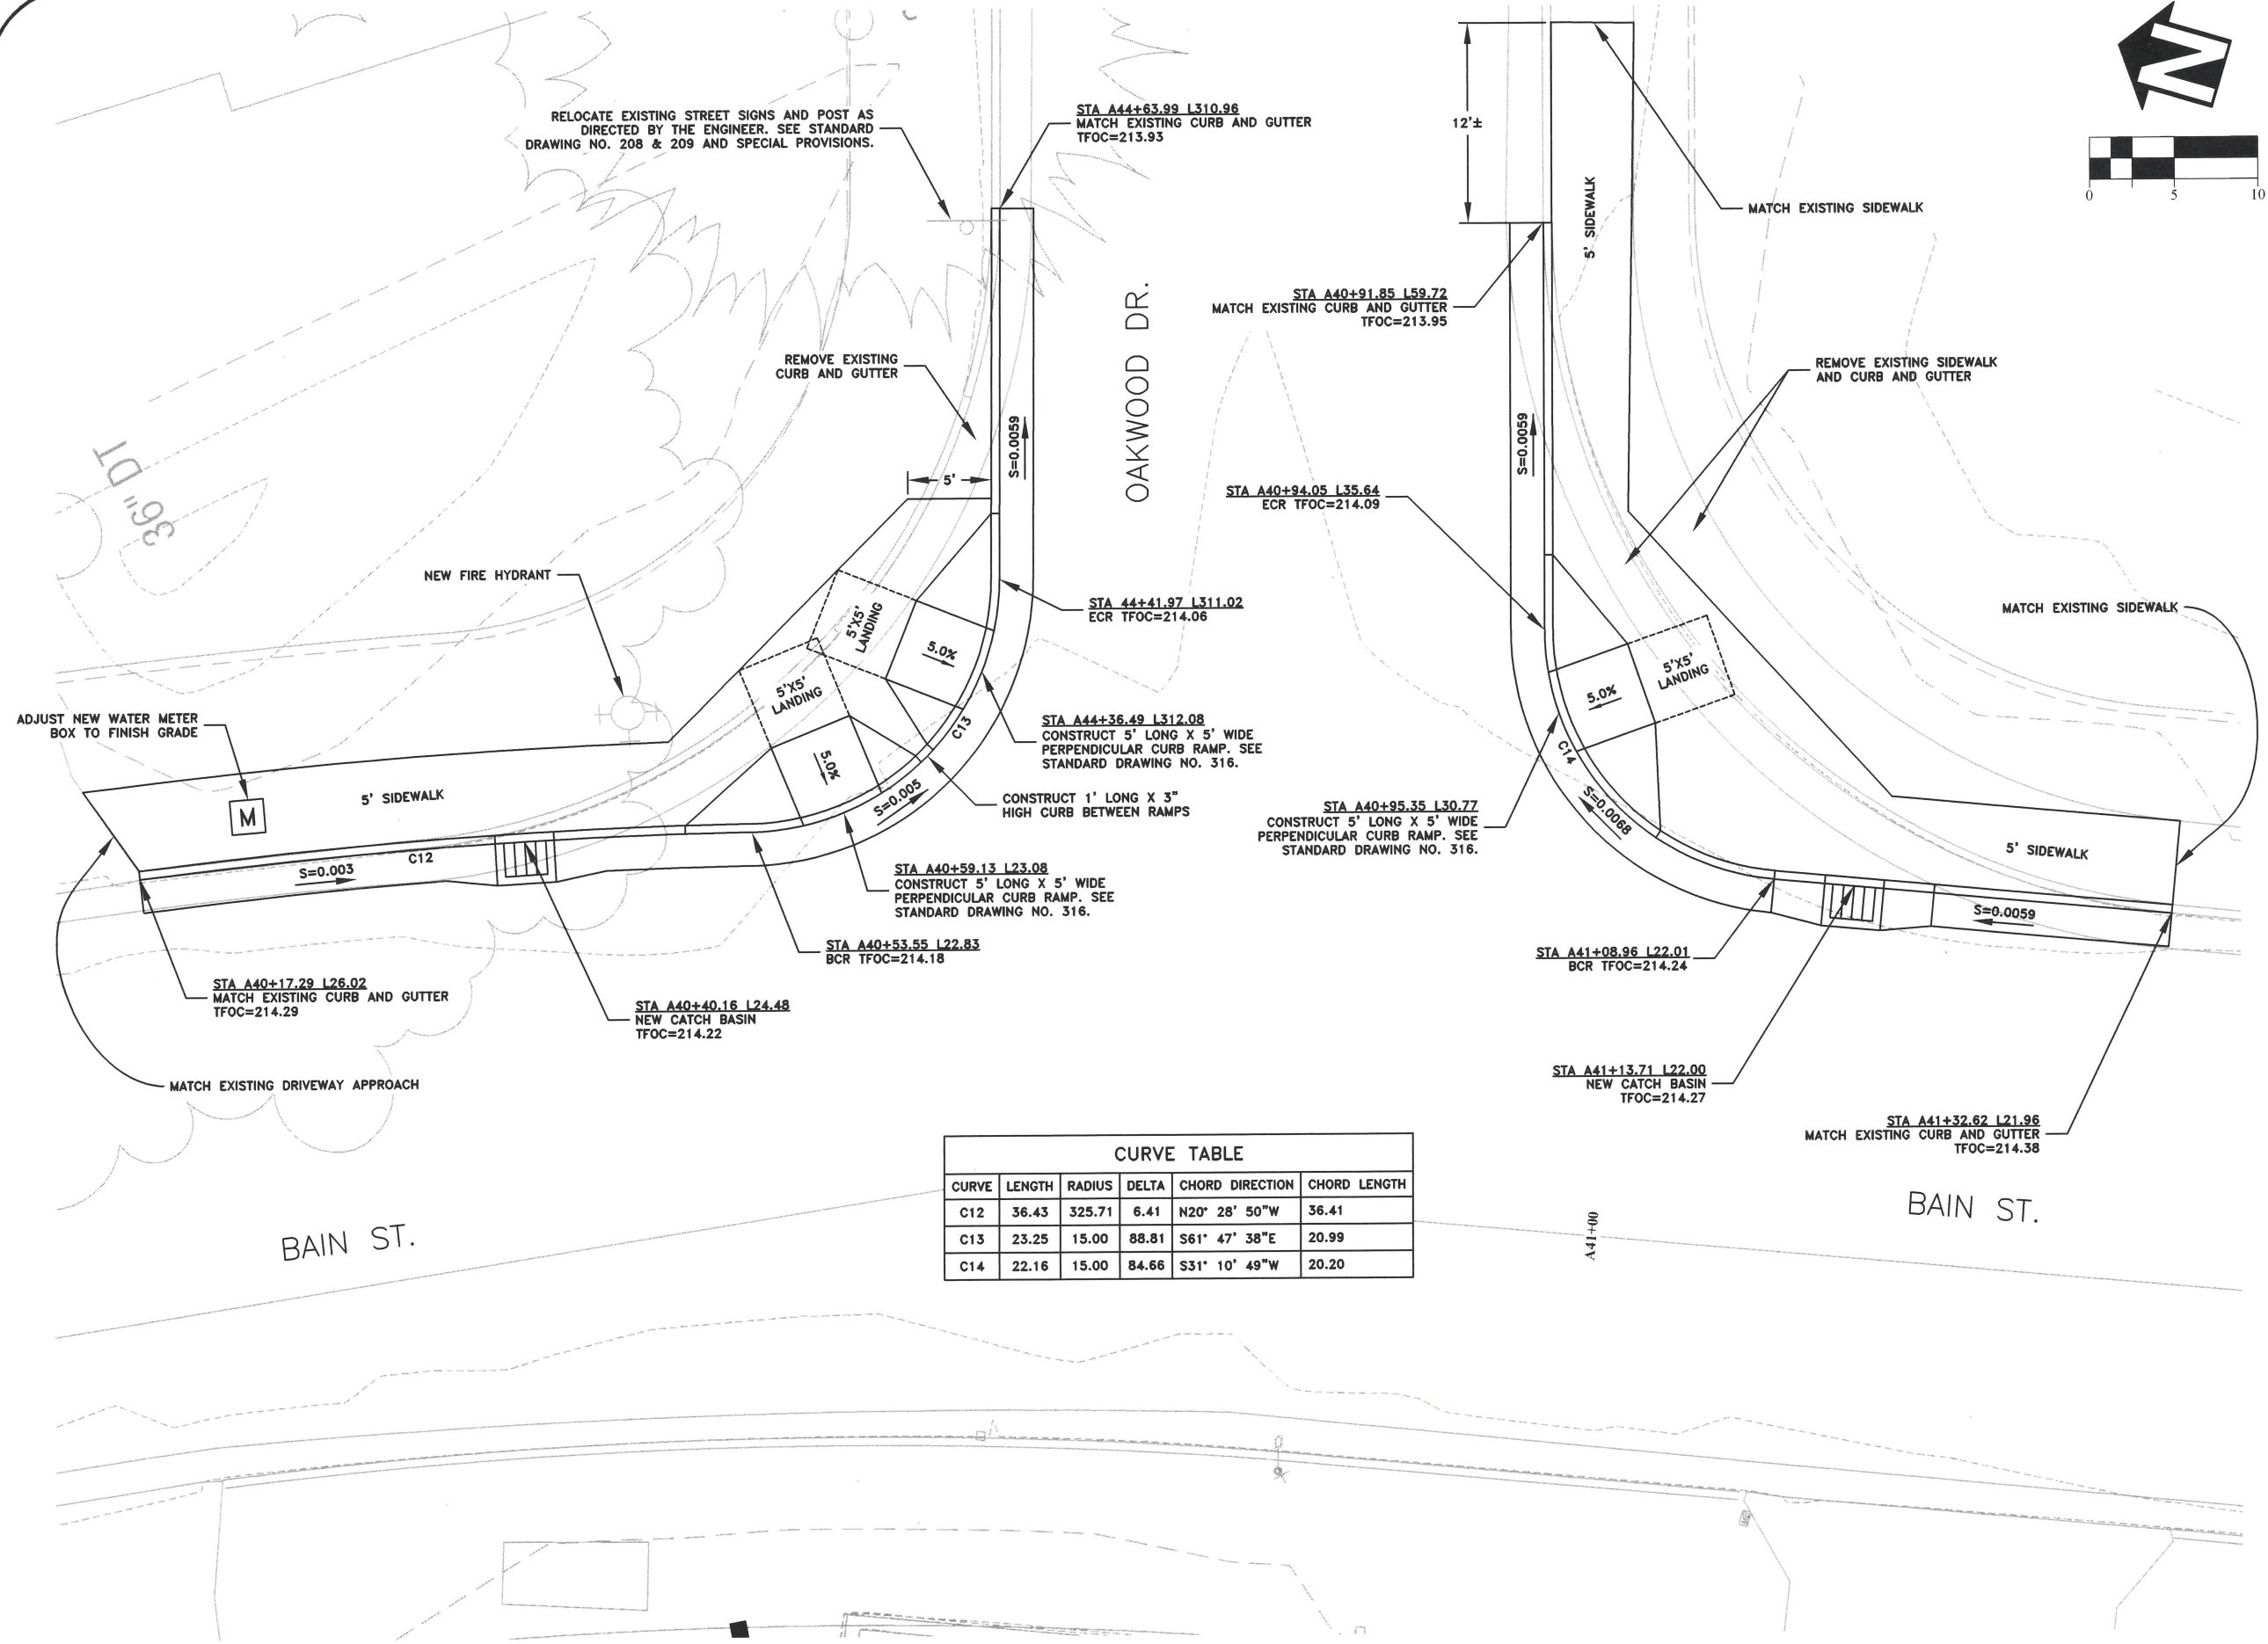 RELOCATE EXISTING STREET SIGNS AND POST AS
DIRECTED BY THE ENGINEER. SEE STANDARD
DRAWING NO. 208 & 209 AND SPECIAL PROVISIONS.
STA A44+63.99 L310.96
MATCH EXISTING CURB AND GUTTER
TFOC=213.93
12'±
5' SIDEWALK
MATCH EXISTING SIDEWALK
N
0 5 10
STA A40+91.85 L59.72
MATCH EXISTING CURB AND GUTTER
TFOC=213.95
REMOVE EXISTING
CURB AND GUTTER
REMOVE EXISTING SIDEWALK
AND CURB AND GUTTER
OAKWOOD DR.
S=0.0059
S=0.0059
5'
36" DT
STA A40+94.05 L35.64
ECR TFOC=214.09
NEW FIRE HYDRANT
STA 44+41.97 L311.02
ECR TFOC=214.06
MATCH EXISTING SIDEWALK
5'X5'
LANDING
5.0%
5'X5'
LANDING
5.0%
5'X5'
LANDING
5.0%
ADJUST NEW WATER METER
BOX TO FINISH GRADE
M
5' SIDEWALK
C13
C14
STA A44+36.49 L312.08
CONSTRUCT 5' LONG X 5' WIDE
PERPENDICULAR CURB RAMP. SEE
STANDARD DRAWING NO. 316.
CONSTRUCT 1' LONG X 3"
HIGH CURB BETWEEN RAMPS
S=0.005
S=0.0068
STA A40+95.35 L30.77
CONSTRUCT 5' LONG X 5' WIDE
PERPENDICULAR CURB RAMP. SEE
STANDARD DRAWING NO. 316.
C12
S=0.003
5' SIDEWALK
S=0.0059
STA A40+59.13 L23.08
CONSTRUCT 5' LONG X 5' WIDE
PERPENDICULAR CURB RAMP. SEE
STANDARD DRAWING NO. 316.
STA A40+53.55 L22.83
BCR TFOC=214.18
STA A41+08.96 L22.01
BCR TFOC=214.24
STA A40+17.29 L26.02
MATCH EXISTING CURB AND GUTTER
TFOC=214.29
STA A40+40.16 L24.48
NEW CATCH BASIN
TFOC=214.22
MATCH EXISTING DRIVEWAY APPROACH
STA A41+13.71 L22.00
NEW CATCH BASIN
TFOC=214.27
STA A41+32.62 L21.96
MATCH EXISTING CURB AND GUTTER
TFOC=214.38
CURVE TABLE
CURVE LENGTH RADIUS DELTA CHORD DIRECTION CHORD LENGTH
C12 36.43 325.71 6.41 N20° 28' 50"W 36.41
C13 23.25 15.00 88.81 S61° 47' 38"E 20.99
C14 22.16 15.00 84.66 S31° 10' 49"W 20.20
BAIN ST.
A41+00
BAIN ST.